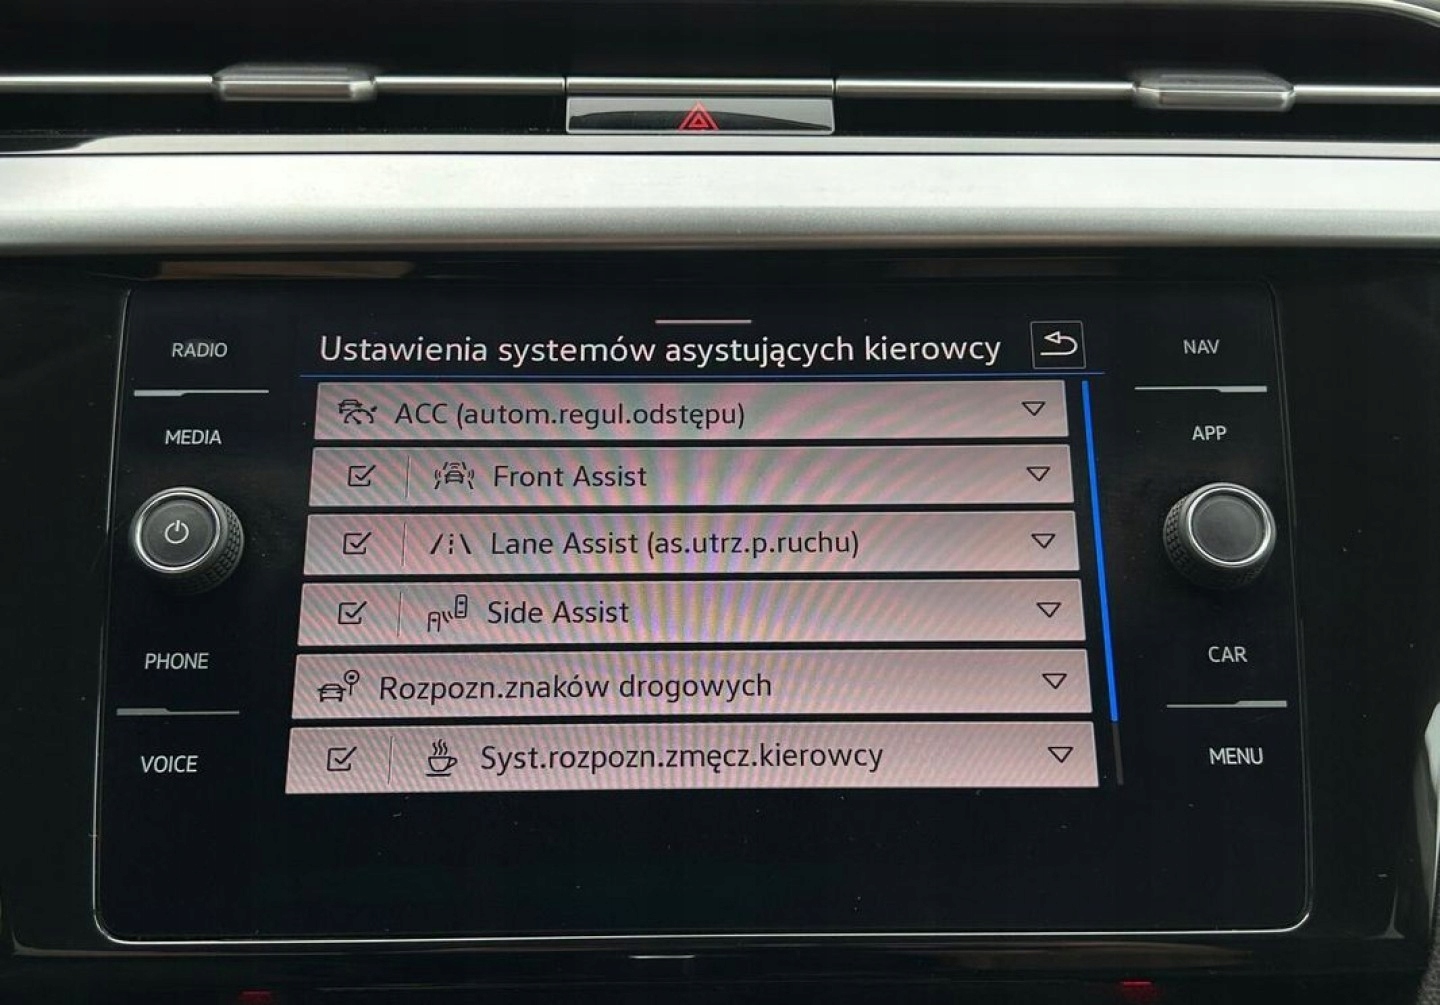 RADIO
MEDIA
PHONE
VOICE
Ustawienia systemów asystujących kierowcy
ACC (autom.regul.odstępu)
Front Assist
Lane Assist (as.utrz.p.ruchu)
Side Assist
Rozpozn.znaków drogowych
Syst.rozpozn.zmęcz.kierowcy
NAV
APP
CAR
MENU